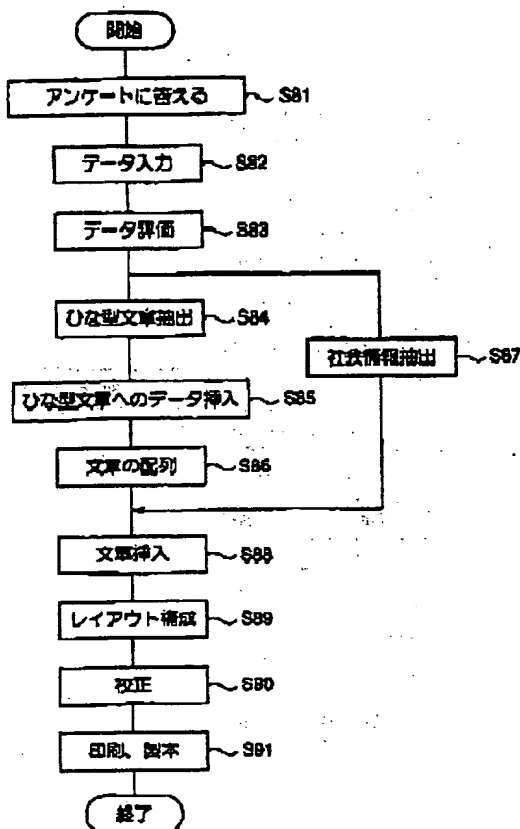 開始
アンケートに答える S81
データ入力 S82
データ評価 S83
ひな型文章抽出 S84
社会情報抽出 S87
ひな型文章へのデータ挿入 S85
文章の配列 S86
文章挿入 S88
レイアウト構成 S89
校正 S90
印刷、製本 S91
終了